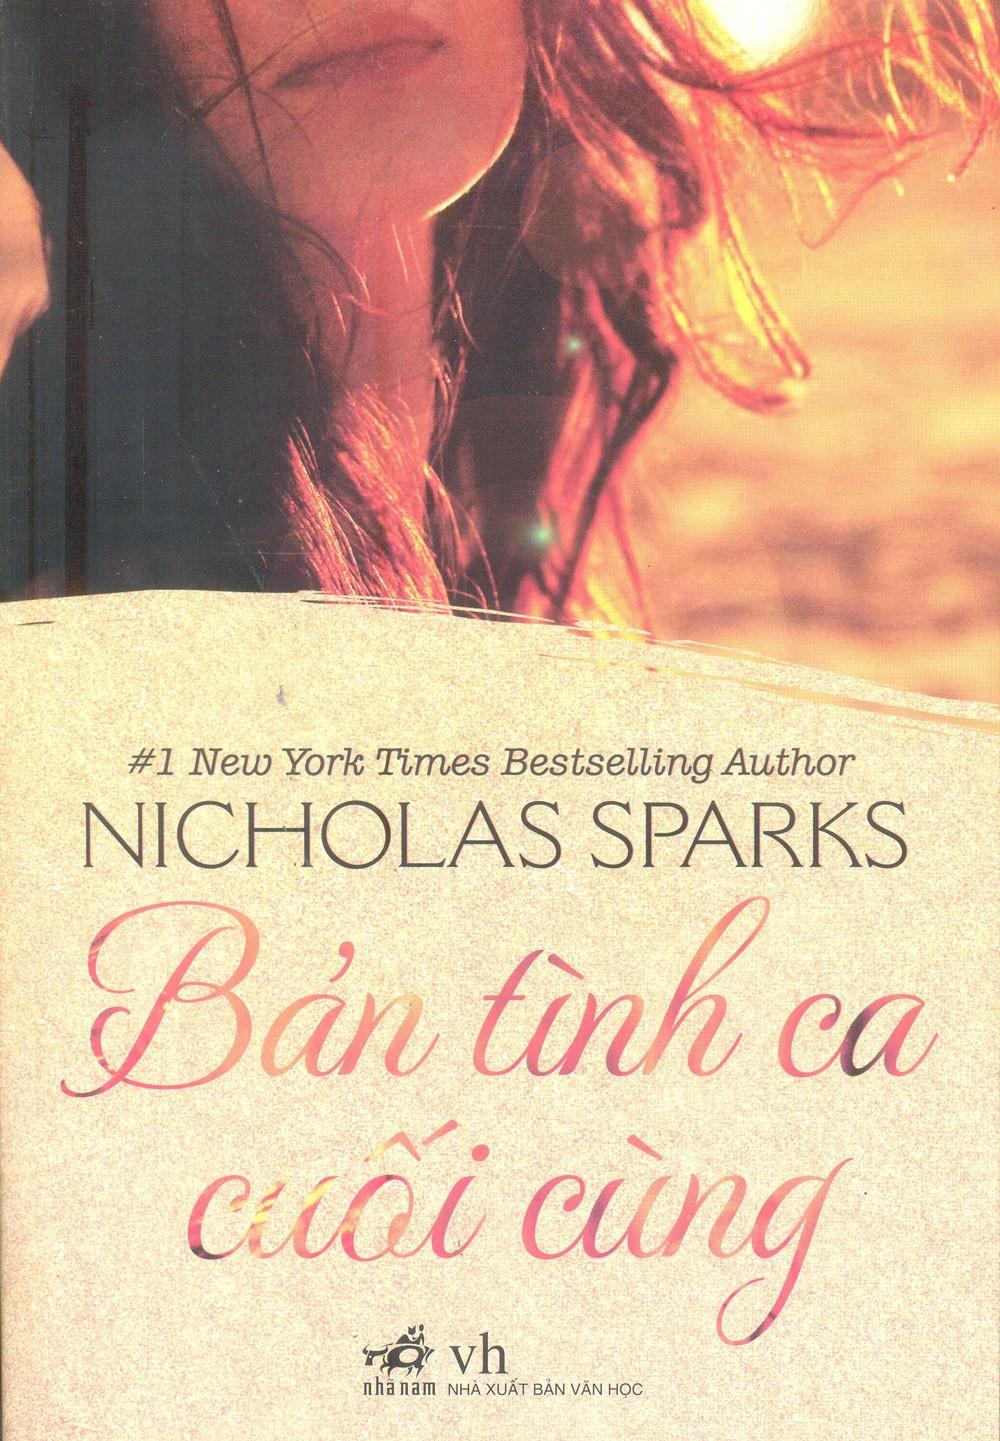 #1 New York Times Bestselling Author
NICHOLAS SPARKS
Bản tình ca
cuối cùng
vh
nhã nam NHÀ XUẤT BẢN VĂN HỌC